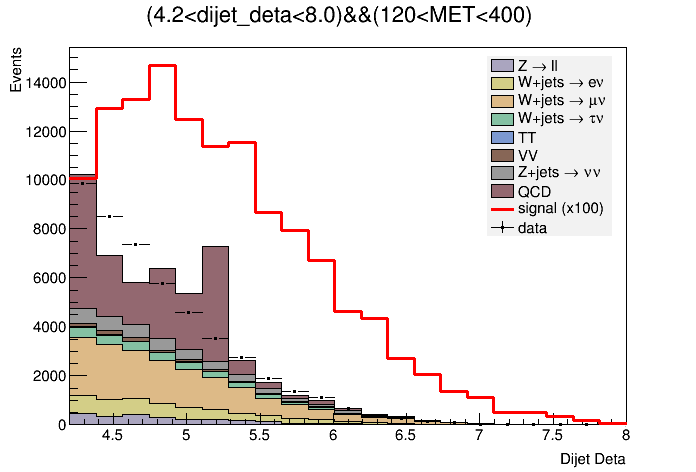 (4.2<dijet_deta<8.0)&&(120<MET<400)
Events
14000
12000
10000
8000
6000
4000
2000
0
4.5
5
5.5
6
6.5
7
7.5
8
Dijet Deta
Z → ll
W+jets → eν
W+jets → μν
W+jets → τν
TT
VV
Z+jets → νν
QCD
signal (x100)
data